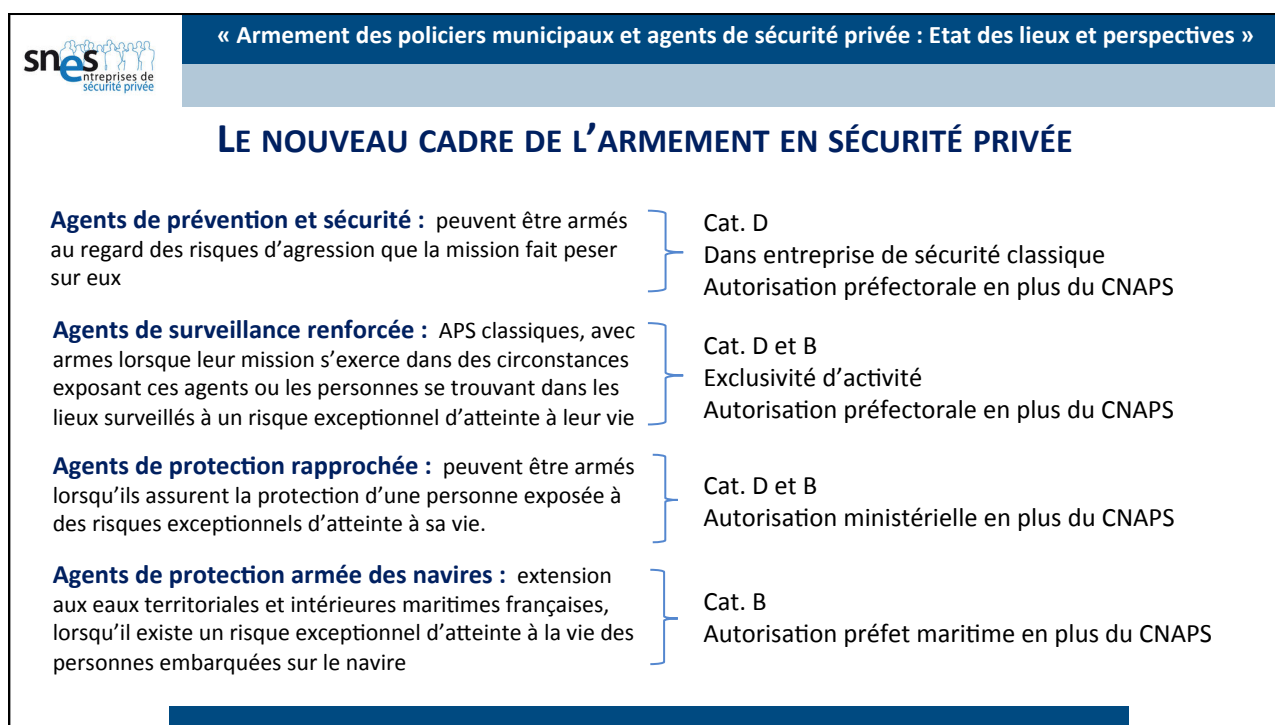 « Armement des policiers municipaux et agents de sécurité privée : Etat des lieux et perspectives »
snes
ntreprises de
sécurité privée
LE NOUVEAU CADRE DE L’ARMEMENT EN SÉCURITÉ PRIVÉE
Agents de prévention et sécurité : peuvent être armés
au regard des risques d’agression que la mission fait peser
sur eux
Cat. D
Dans entreprise de sécurité classique
Autorisation préfectorale en plus du CNAPS
Agents de surveillance renforcée : APS classiques, avec
armes lorsque leur mission s’exerce dans des circonstances
exposant ces agents ou les personnes se trouvant dans les
lieux surveillés à un risque exceptionnel d’atteinte à leur vie
Cat. D et B
Exclusivité d’activité
Autorisation préfectorale en plus du CNAPS
Agents de protection rapprochée : peuvent être armés
lorsqu’ils assurent la protection d’une personne exposée à
des risques exceptionnels d’atteinte à sa vie.
Cat. D et B
Autorisation ministérielle en plus du CNAPS
Agents de protection armée des navires : extension
aux eaux territoriales et intérieures maritimes françaises,
lorsqu’il existe un risque exceptionnel d’atteinte à la vie des
personnes embarquées sur le navire
Cat. B
Autorisation préfet maritime en plus du CNAPS